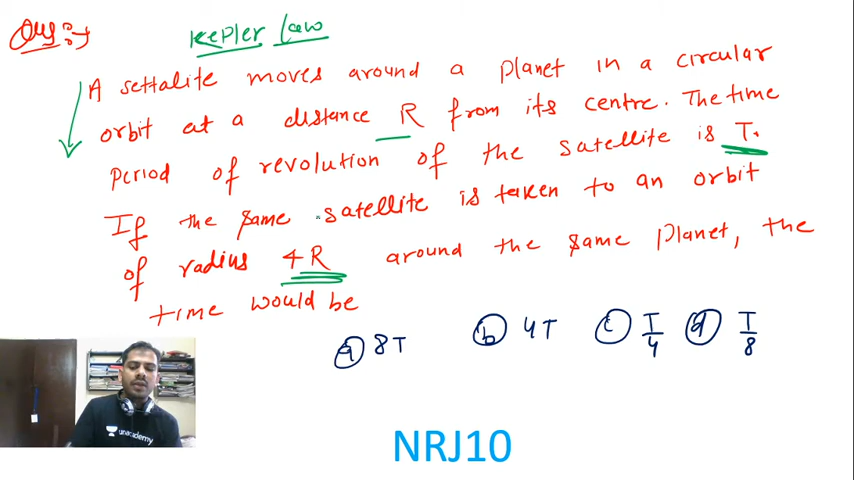 Ques:→
Kepler law
A settalite moves around a planet in a circular
orbit at a distance R from its centre. The time
period of revolution of the satellite is T.
If the same satellite is taken to an orbit
of radius 4R around the same planet, the
time would be
(a) 8T (b) 4T (c) T/4 (d) T/8
unacademy
NRJ10